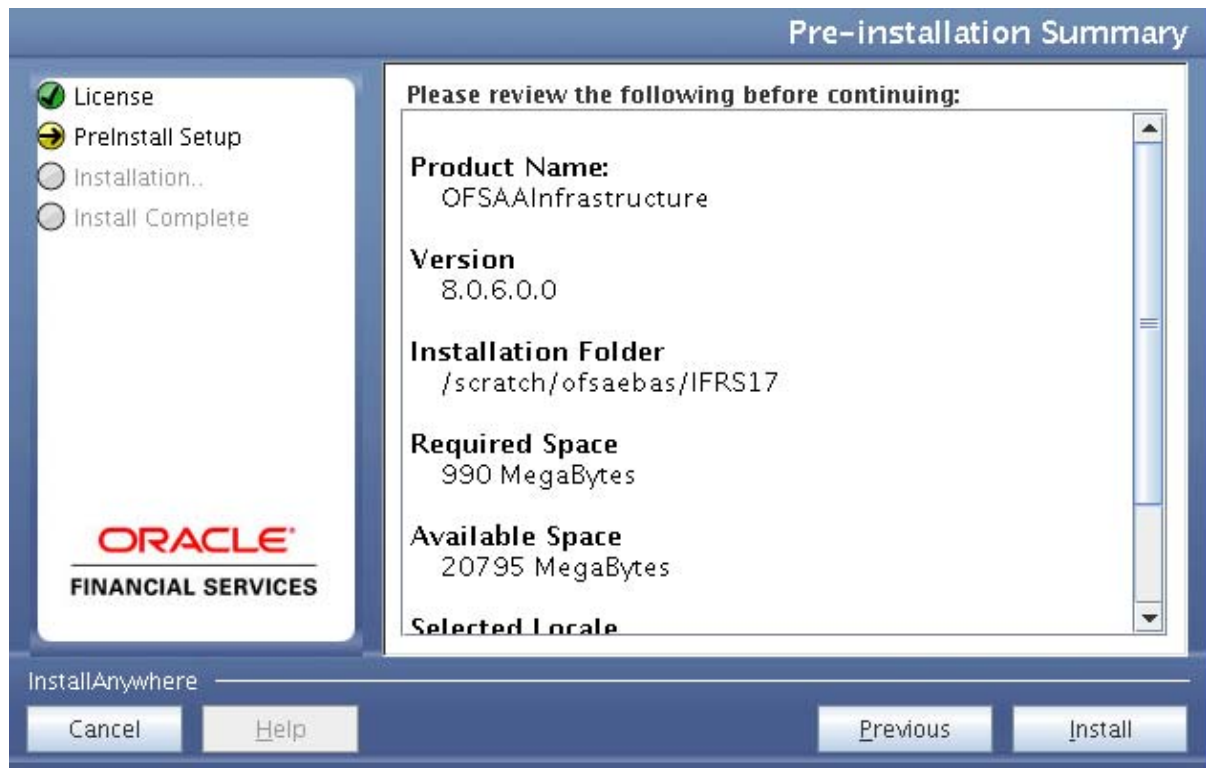 Pre-installation Summary
License
PreInstall Setup
Installation..
Install Complete
ORACLE
FINANCIAL SERVICES
Please review the following before continuing:
Product Name:
OFSAAInfrastructure
Version
8.0.6.0.0
Installation Folder
/scratch/ofsaebas/IFRS17
Required Space
990 MegaBytes
Available Space
20795 MegaBytes
Selected Locale
InstallAnywhere
Cancel
Help
Previous
Install